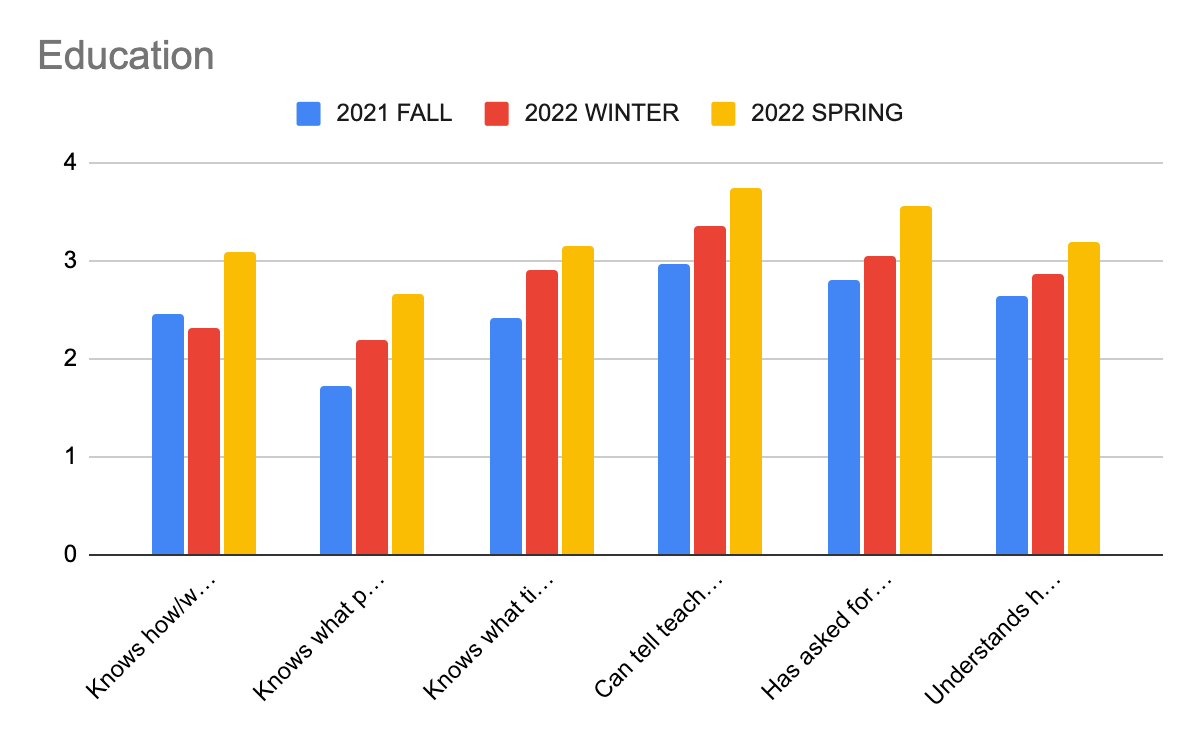 Education
2021 FALL 2022 WINTER 2022 SPRING
4
3
2
1
0
Knows how/w...
Knows what p...
Knows what ti...
Can tell teach...
Has asked for...
Understands h...